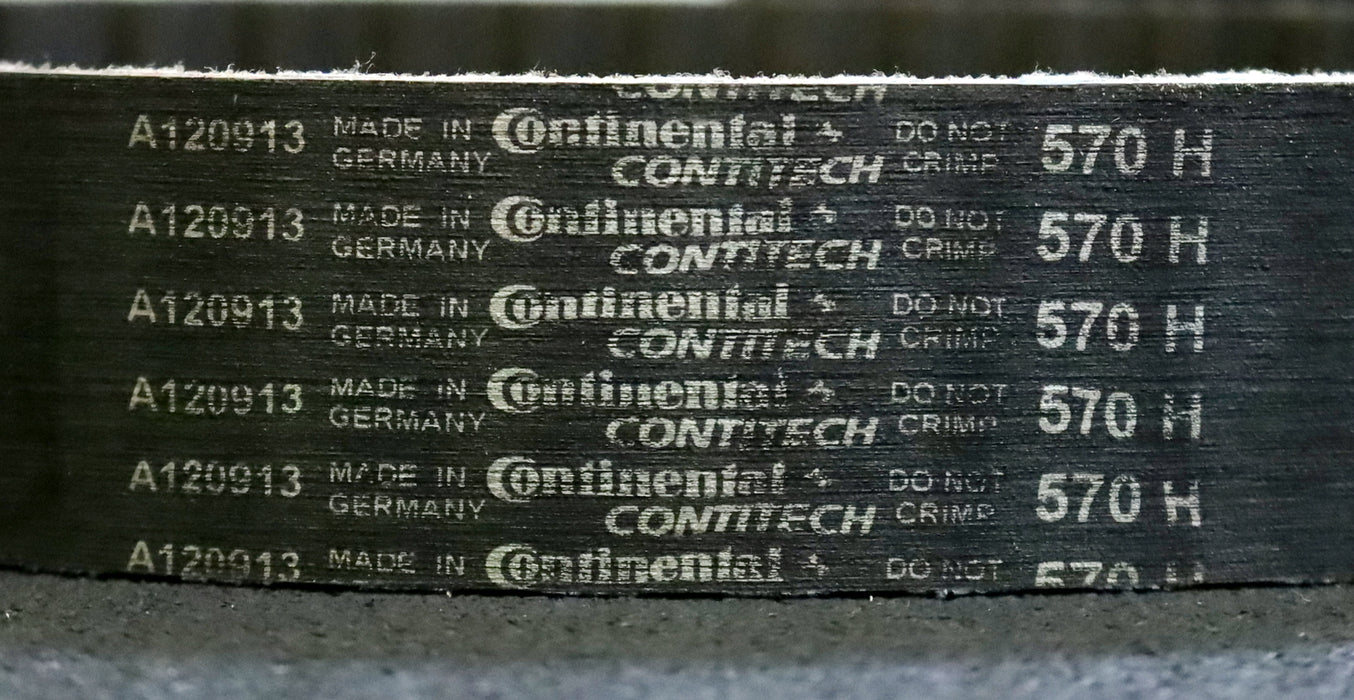 CONTITECH
A120913 MADE IN GERMANY Continental CONTITECH DO NOT CRIMP 570 H
A120913 MADE IN GERMANY Continental CONTITECH DO NOT CRIMP 570 H
A120913 MADE IN GERMANY Continental CONTITECH DO NOT CRIMP 570 H
A120913 MADE IN GERMANY Continental CONTITECH DO NOT CRIMP 570 H
A120913 MADE IN GERMANY Continental CONTITECH DO NOT CRIMP 570 H
A120913 MADE IN Continental DO NOT 570 H